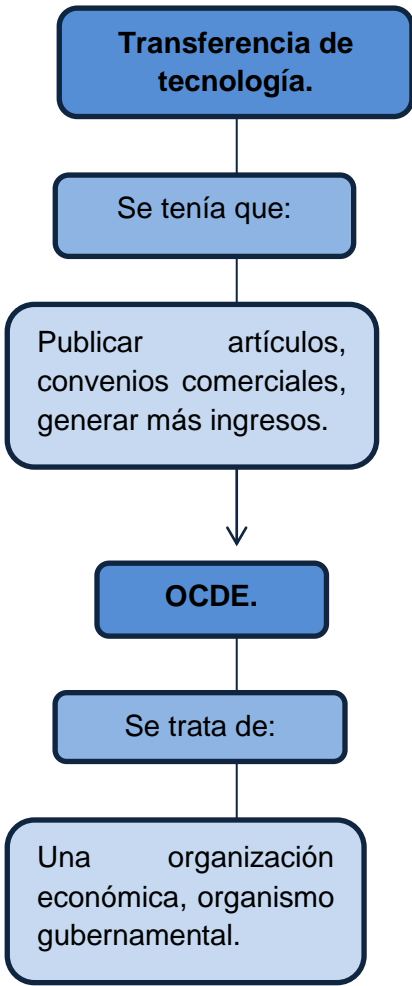 Transferencia de
tecnología.
Se tenía que:
Publicar artículos,
convenios comerciales,
generar más ingresos.
OCDE.
Se trata de:
Una organización
económica, organismo
gubernamental.